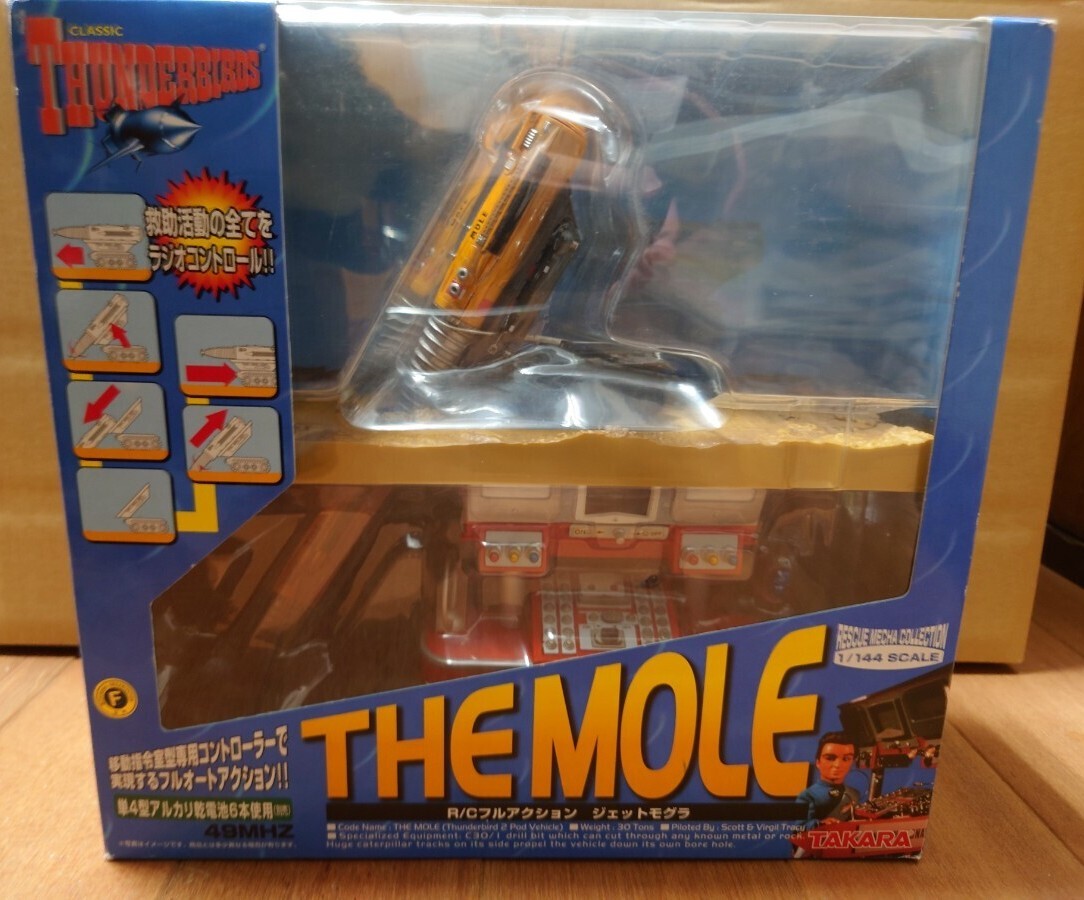 CLASSIC
THUNDERBIRDS
救助活動の全てを
ラジオコントロール!!
MOLE
RESCUE MECHA COLLECTION
1/144 SCALE
THE MOLE
F
移動指令室型専用コントローラーで
実現するフルオートアクション!!
単4型アルカリ乾電池6本使用(別売)
49MHZ
R/Cフルアクション ジェットモグラ
■Code Name : THE MOLE (Thunderbird 2 Pod Vehicle) ■Weight : 30 Tons ■Piloted By : Scott & Virgil Tracy
■Specialized Equipment: C30/1 drill bit which can cut through any known metal or rock.
Huge caterpillar tracks on its side propel the vehicle down its own bore hole.
TAKARA